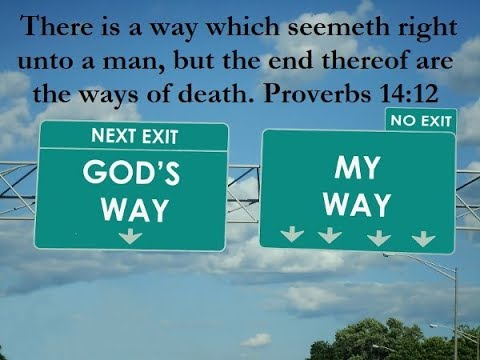 There is a way which seemeth right
unto a man, but the end thereof are
the ways of death. Proverbs 14:12
NEXT EXIT
GOD'S
WAY
NO EXIT
MY
WAY